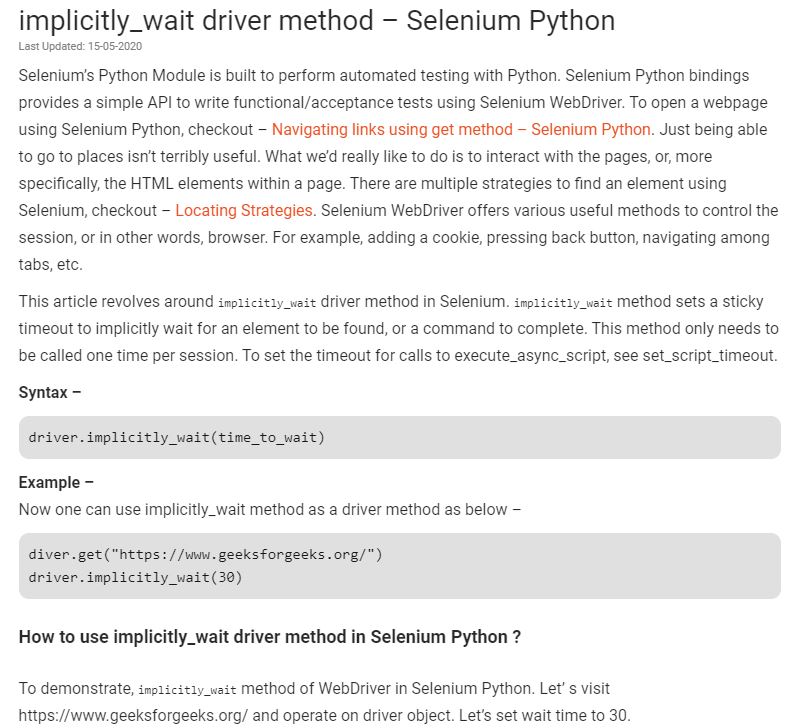 implicitly_wait driver method – Selenium Python
Last Updated: 15-05-2020
Selenium's Python Module is built to perform automated testing with Python. Selenium Python bindings
provides a simple API to write functional/acceptance tests using Selenium WebDriver. To open a webpage
using Selenium Python, checkout – Navigating links using get method – Selenium Python. Just being able
to go to places isn't terribly useful. What we'd really like to do is to interact with the pages, or, more
specifically, the HTML elements within a page. There are multiple strategies to find an element using
Selenium, checkout – Locating Strategies. Selenium WebDriver offers various useful methods to control the
session, or in other words, browser. For example, adding a cookie, pressing back button, navigating among
tabs, etc.
This article revolves around implicitly_wait driver method in Selenium. implicitly_wait method sets a sticky
timeout to implicitly wait for an element to be found, or a command to complete. This method only needs to
be called one time per session. To set the timeout for calls to execute_async_script, see set_script_timeout.
Syntax –
driver.implicitly_wait(time_to_wait)
Example –
Now one can use implicitly_wait method as a driver method as below –
diver.get("https://www.geeksforgeeks.org/")
driver.implicitly_wait(30)
How to use implicitly_wait driver method in Selenium Python ?
To demonstrate, implicitly_wait method of WebDriver in Selenium Python. Let' s visit
https://www.geeksforgeeks.org/ and operate on driver object. Let's set wait time to 30.